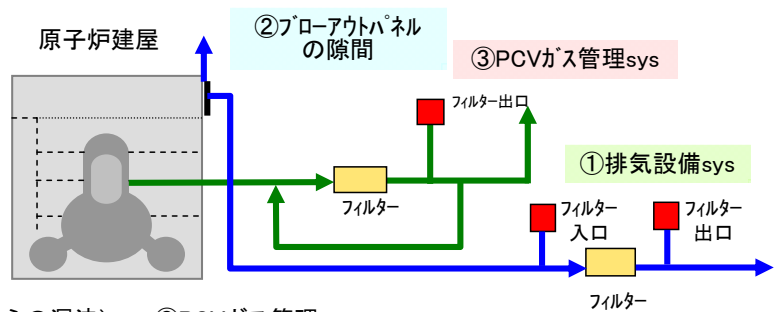 原子炉建屋
②ﾌﾞﾛｰｱｳﾄﾊﾟﾈﾙ
の隙間
③PCVｶﾞｽ管理sys
ﾌｨﾙﾀｰ出口
①排気設備sys
ﾌｨﾙﾀｰ
ﾌｨﾙﾀｰ
入口
ﾌｨﾙﾀｰ
出口
ﾌｨﾙﾀｰ